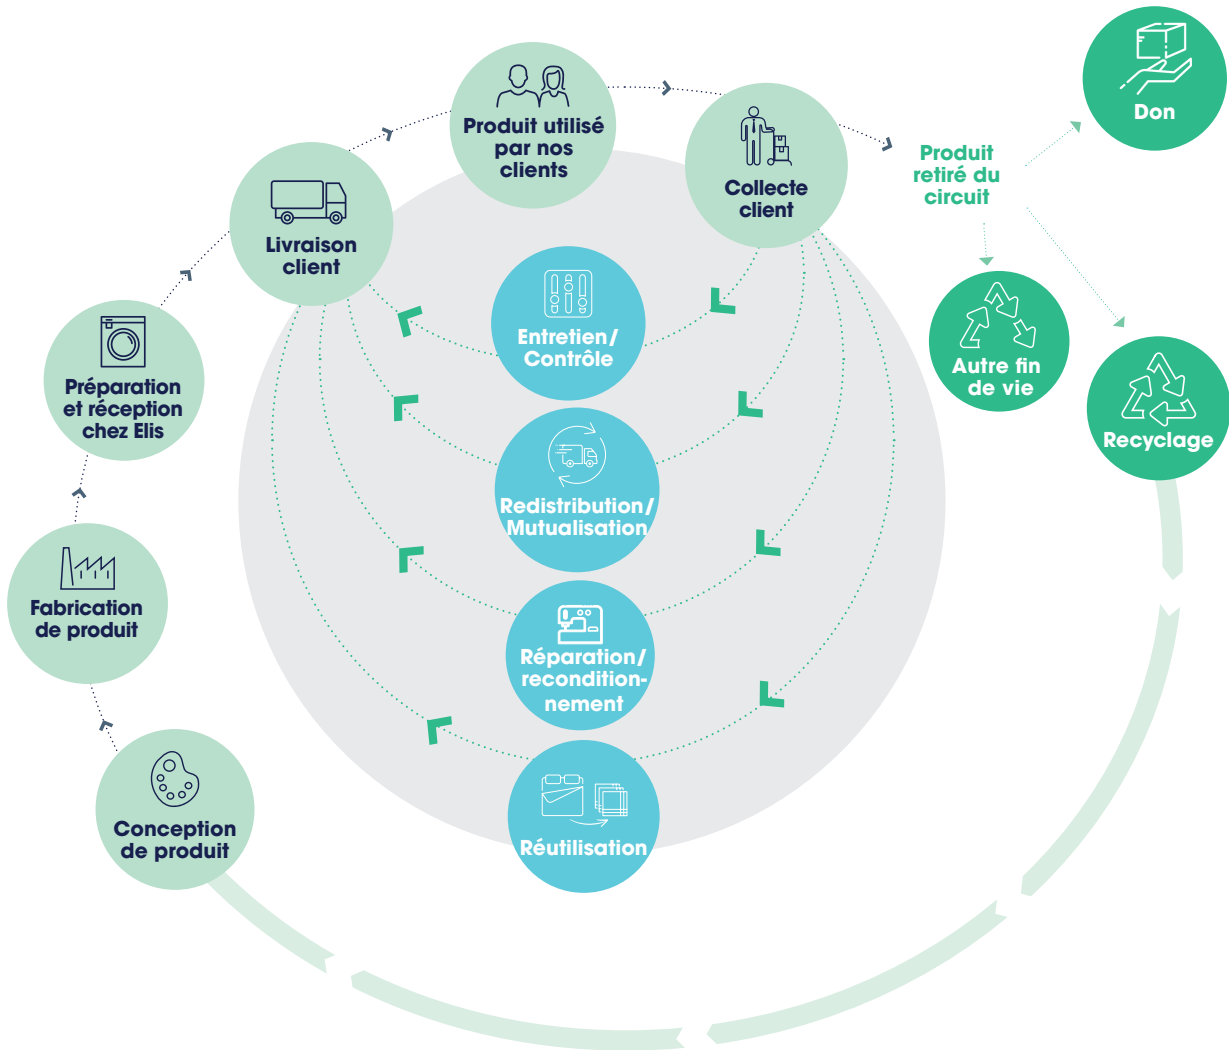 Don
Produit utilisé
par nos
clients
Produit
retiré du
circuit
Collecte
client
Livraison
client
Entretien/
Contrôle
Autre fin
de vie
Préparation
et réception
chez Elis
Recyclage
Redistribution/
Mutualisation
Fabrication
de produit
Réparation/
recondition-
nement
Conception
de produit
Réutilisation